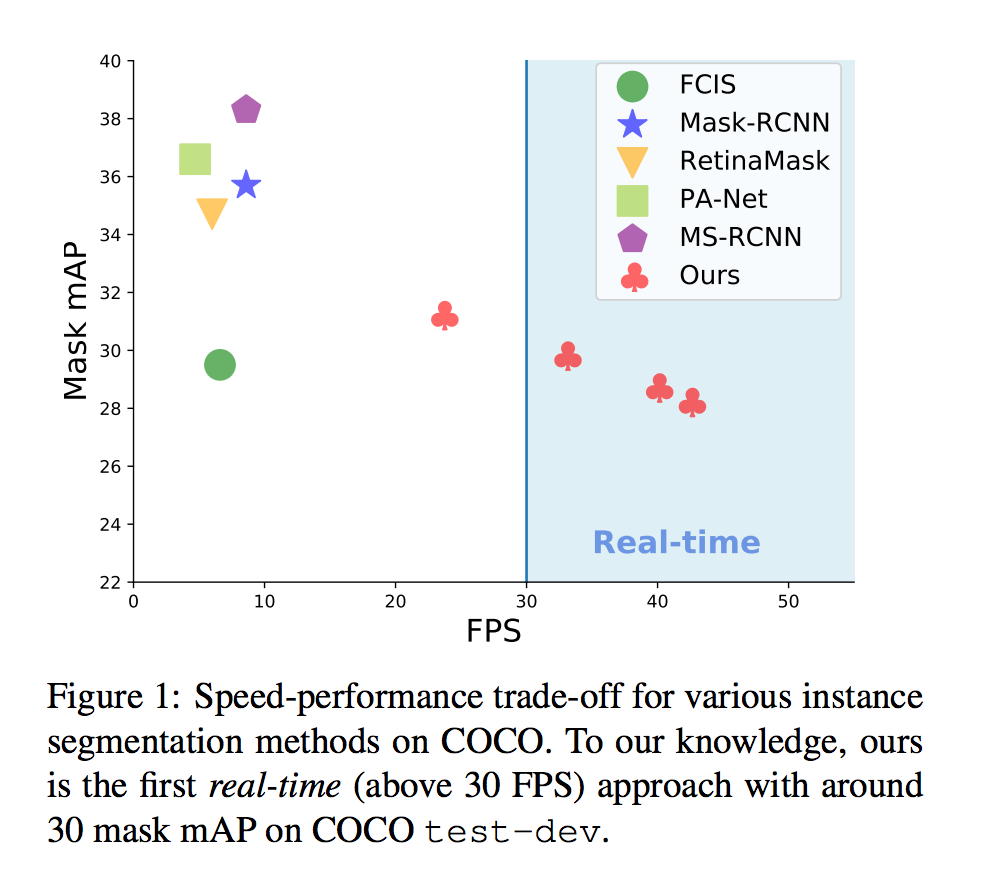 40
38
36
34
32
30
28
26
24
22
Mask mAP
0 10 20 30 40 50
FPS
FCIS
Mask-RCNN
RetinaMask
PA-Net
MS-RCNN
Ours
Real-time
Figure 1: Speed-performance trade-off for various instance
segmentation methods on COCO. To our knowledge, ours
is the first real-time (above 30 FPS) approach with around
30 mask mAP on COCO test-dev.